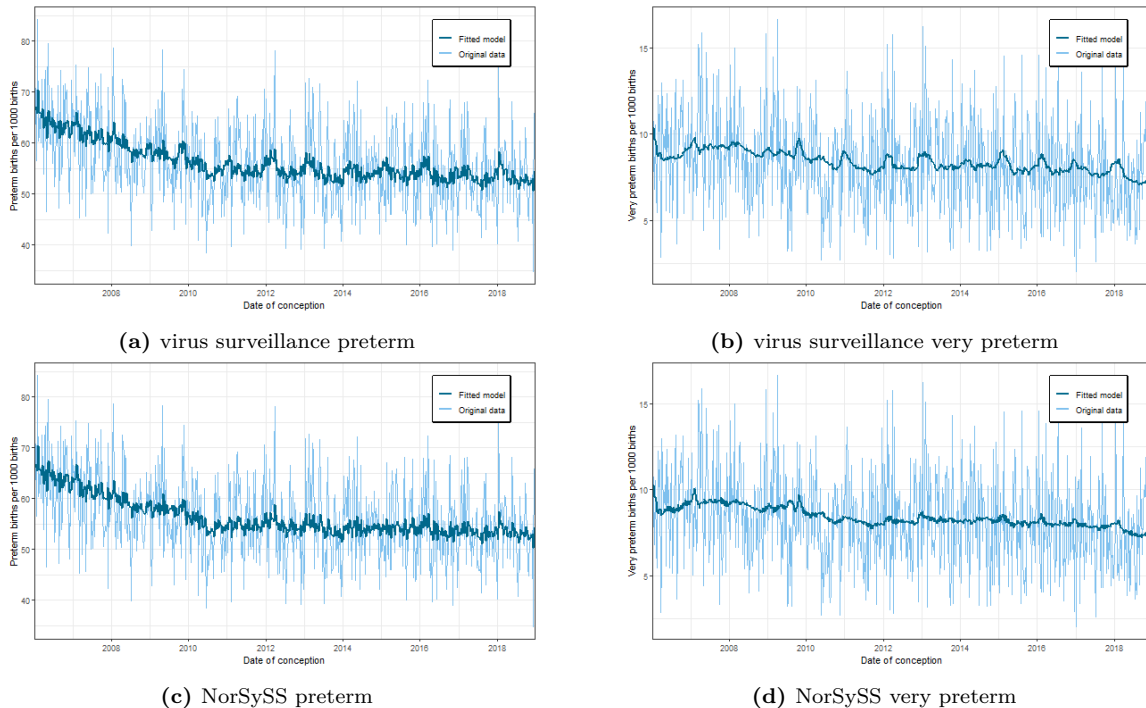 Preterm births per 1000 births
80
70
60
50
40
Fitted model
Original data
2008 2010 2012 2014 2016 2018
Date of conception
(a) virus surveillance preterm
Very preterm births per 1000 births
15
10
5
Fitted model
Original data
2008 2010 2012 2014 2016 2018
Date of conception
(b) virus surveillance very preterm
Preterm births per 1000 births
80
70
60
50
40
Fitted model
Original data
2008 2010 2012 2014 2016 2018
Date of conception
(c) NorSySS preterm
Very preterm births per 1000 births
15
10
5
Fitted model
Original data
2008 2010 2012 2014 2016 2018
Date of conception
(d) NorSySS very preterm